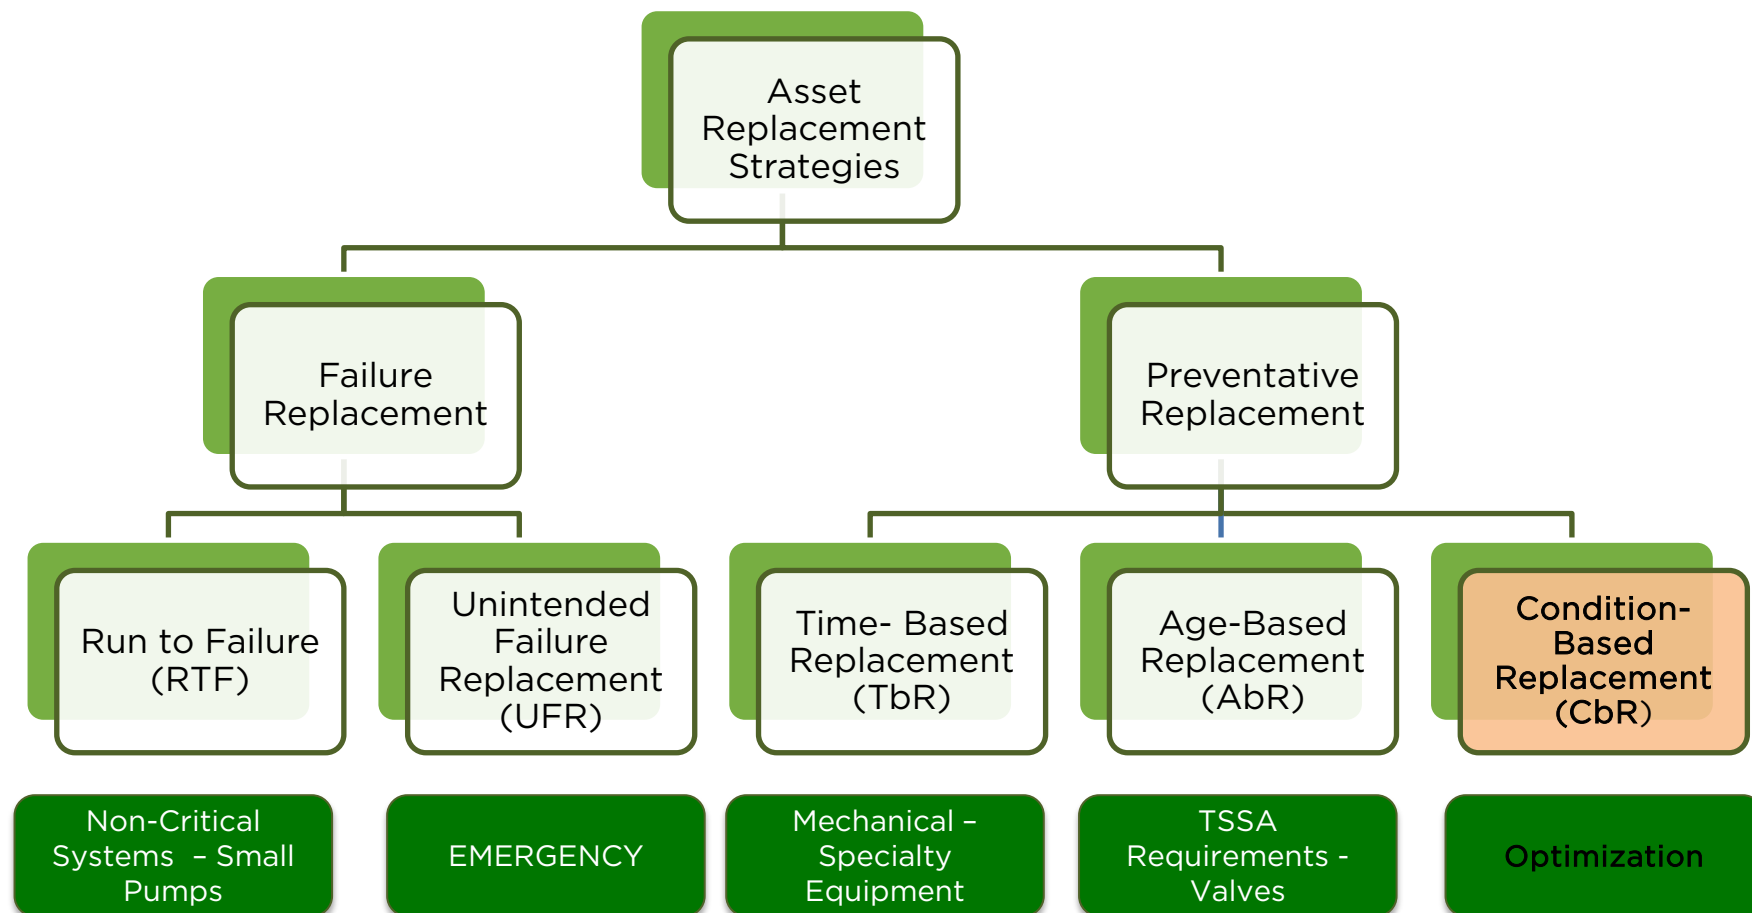 Asset
Replacement
Strategies
Failure
Replacement
Preventative
Replacement
Run to Failure
(RTF)
Unintended
Failure
Replacement
(UFR)
Time- Based
Replacement
(TbR)
Age-Based
Replacement
(AbR)
Condition-
Based
Replacement
(CbR)
Non-Critical
Systems – Small
Pumps
EMERGENCY
Mechanical –
Specialty
Equipment
TSSA
Requirements -
Valves
Optimization